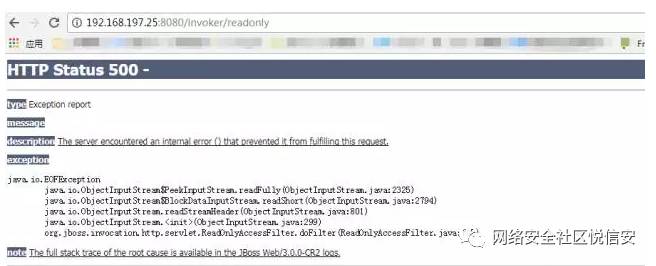 192.168.197.25:8080/invoker/readonly
应用
HTTP Status 500 -
type Exception report
message
description The server encountered an internal error () that prevented it from fulfilling this request.
exception
java.io.EOFException
java.io.ObjectInputStream$PeekInputStream.readFully(ObjectInputStream.java:2325)
java.io.ObjectInputStream$BlockDataInputStream.readShort(ObjectInputStream.java:2794)
java.io.ObjectInputStream.readStreamHeader(ObjectInputStream.java:801)
java.io.ObjectInputStream.<init>(ObjectInputStream.java:299)
org.jboss.invocation.http.servlet.ReadOnlyAccessFilter.doFilter(ReadOnlyAccessFilter.java:
网络安全社区悦信安
note The full stack trace of the root cause is available in the JBoss Web/3.0.0-CR2 logs.